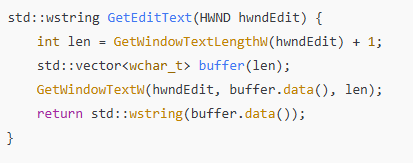 std::wstring GetEditText(HWND hwndEdit) {
    int len = GetWindowTextLengthW(hwndEdit) + 1;
    std::vector<wchar_t> buffer(len);
    GetWindowTextW(hwndEdit, buffer.data(), len);
    return std::wstring(buffer.data());
}